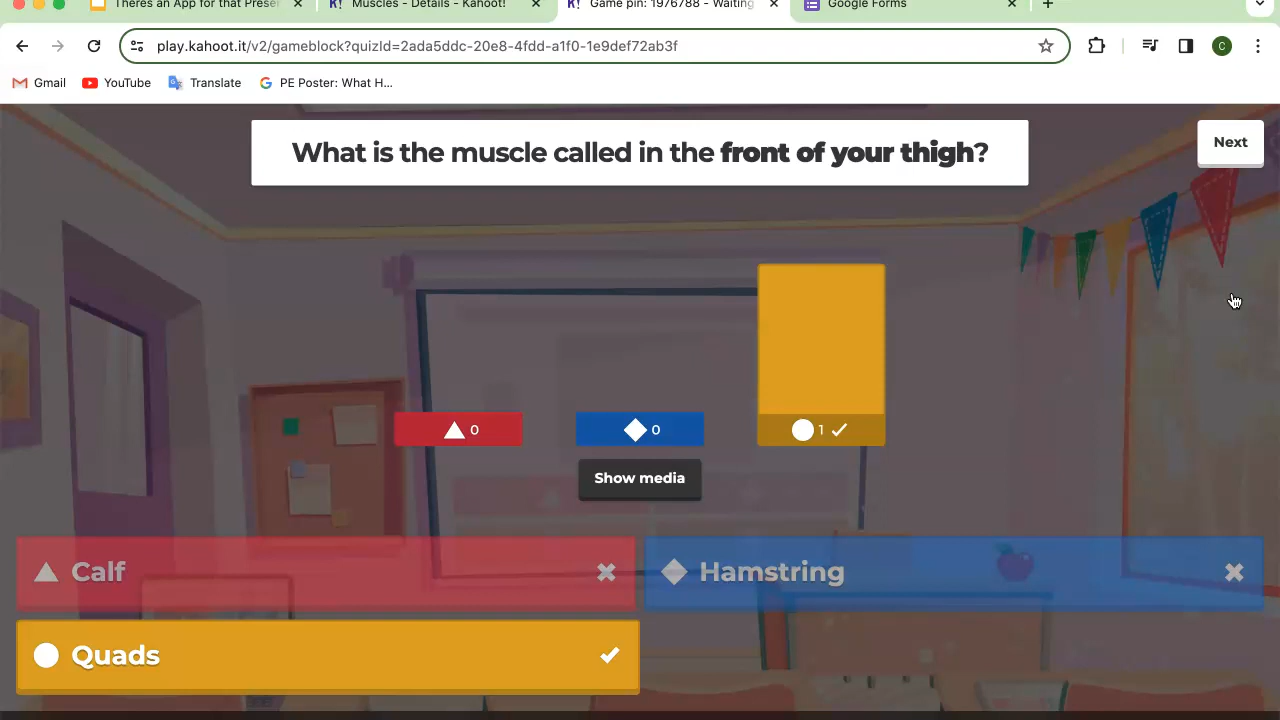 Theres an App for that Prese
Muscles - Details - Kahoot!
Game pin: 1976788 - Waiting
Google Forms
play.kahoot.it/v2/gameblock?quizId=2ada5ddc-20e8-4fdd-a1f0-1e9def72ab3f
C
Gmail
YouTube
Translate
PE Poster: What H...
What is the muscle called in the front of your thigh?
Next
0
0
1
Show media
Calf
Hamstring
Quads